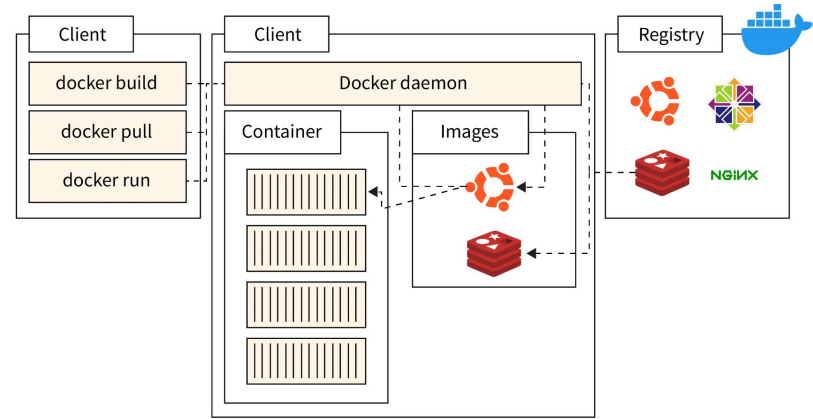 Client
docker build
docker pull
docker run
Client
Docker daemon
Container
Images
Registry
NGiNX